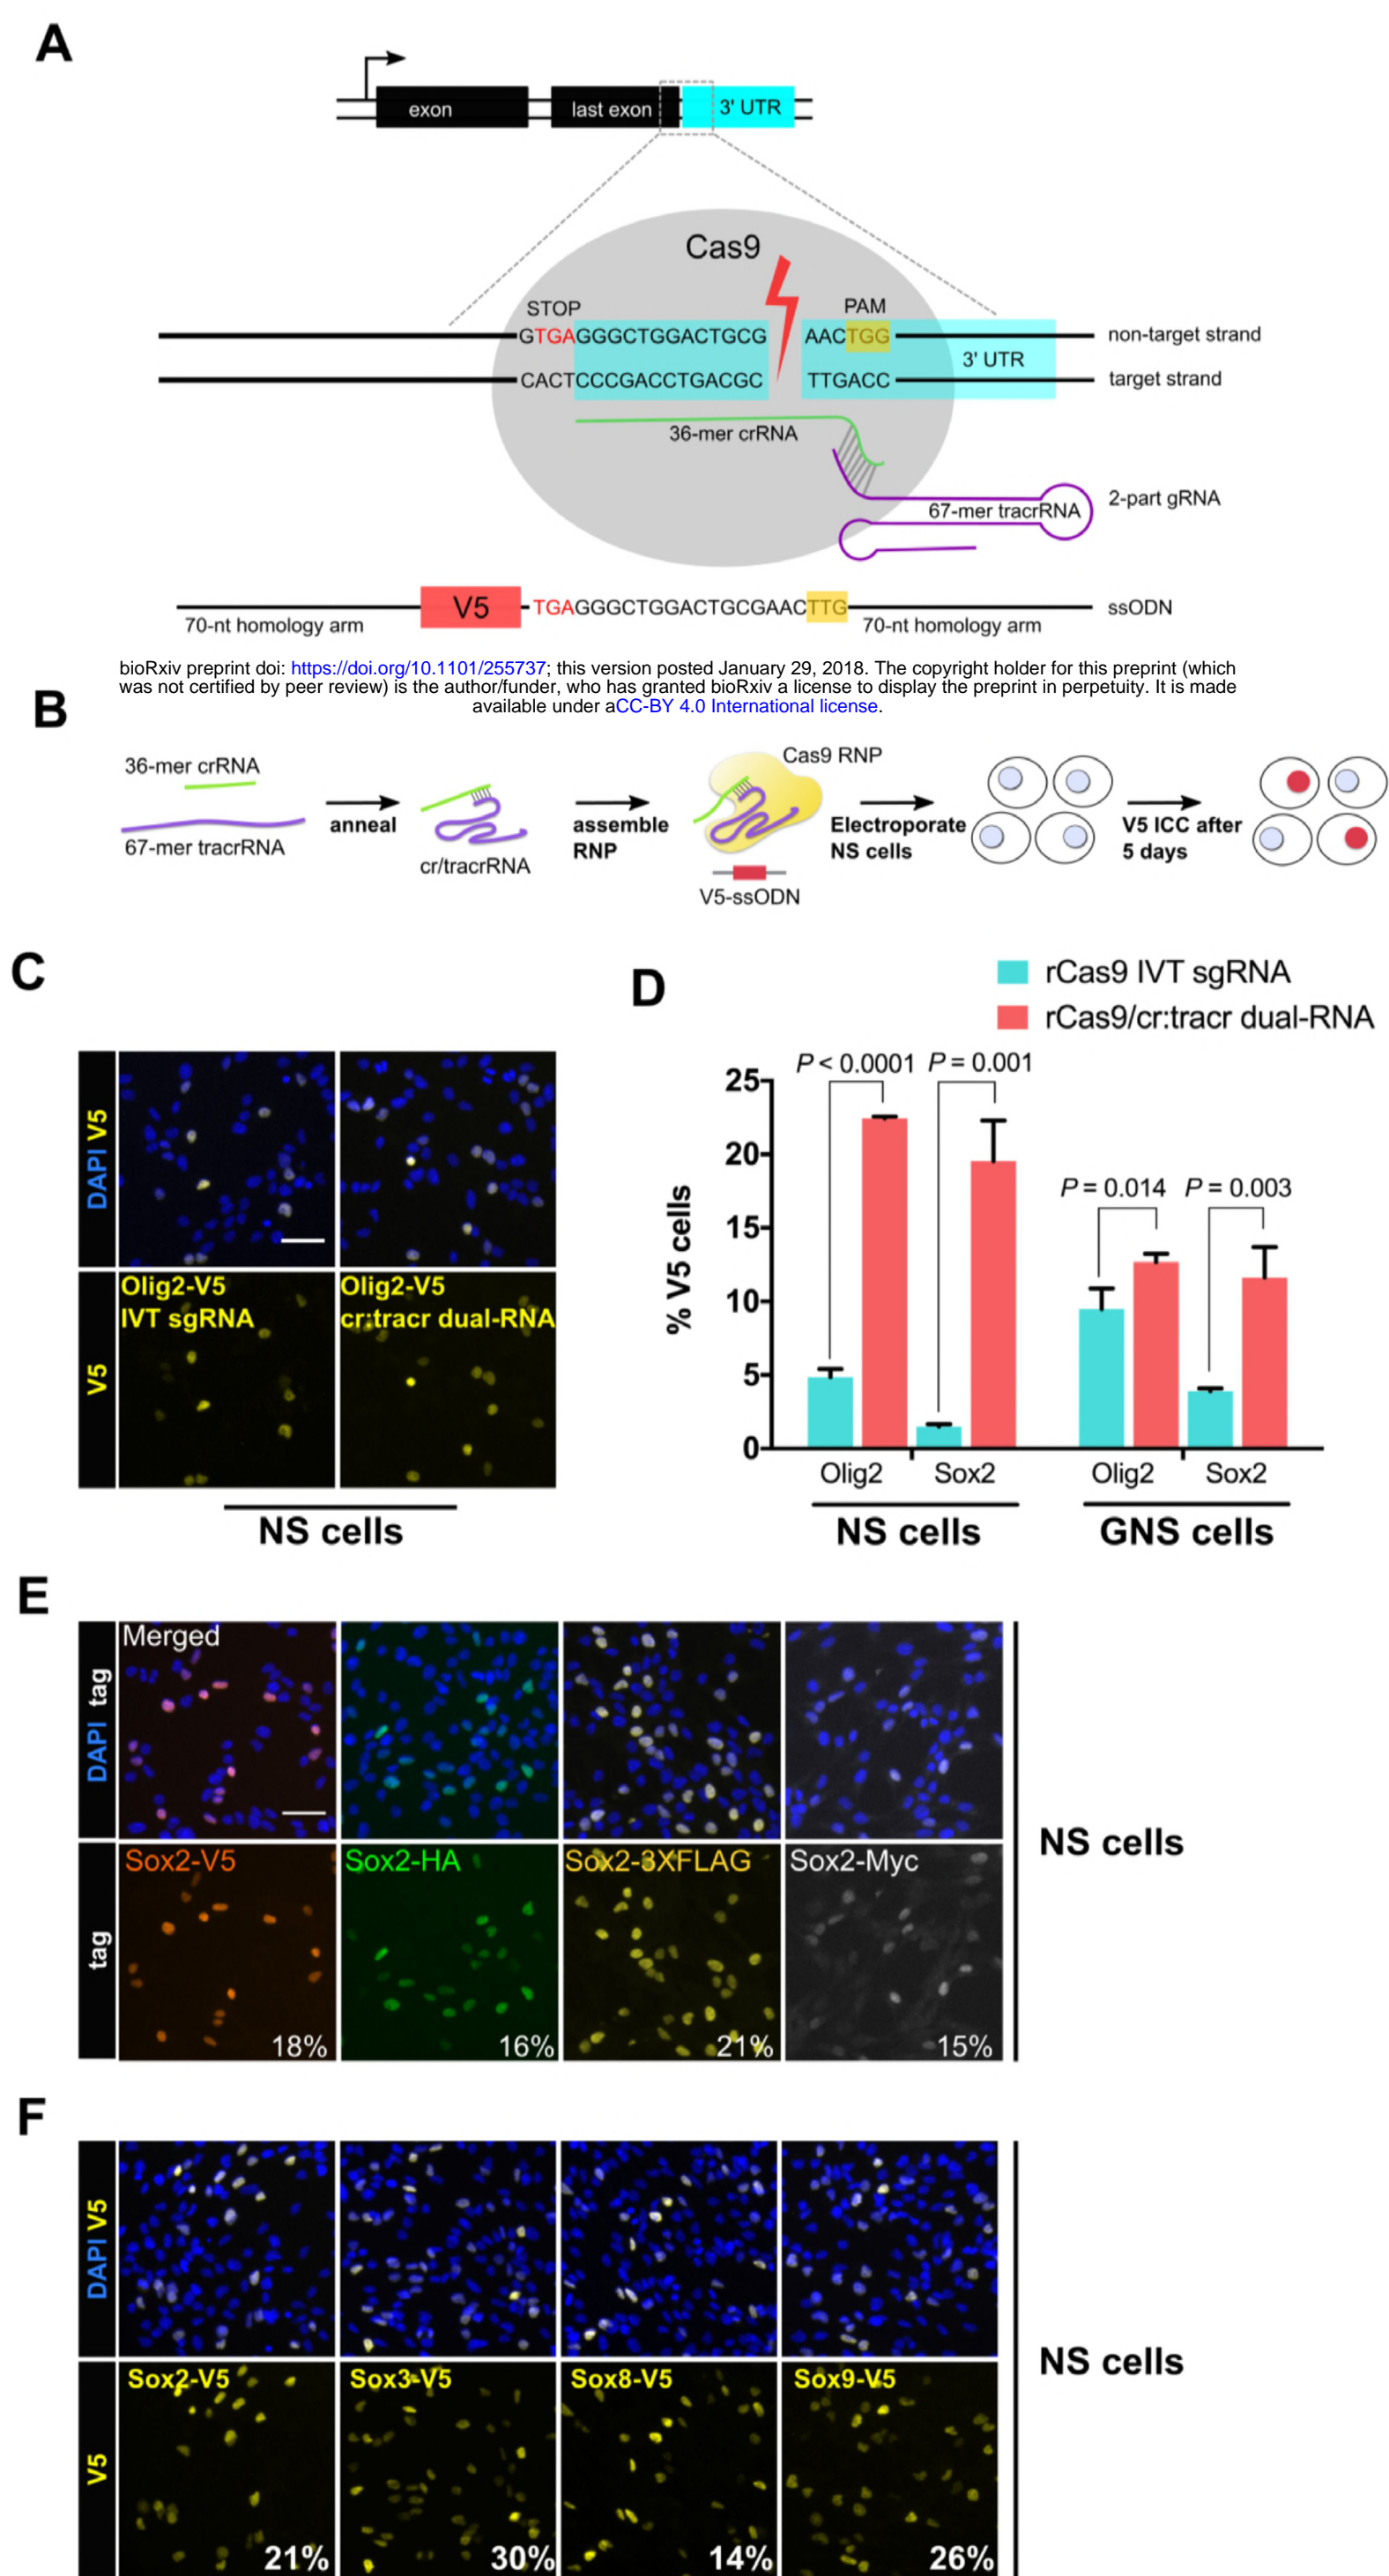 A
exon
last exon
3' UTR
Cas9
STOP
PAM
GTGAGGGCTGGACTGCG
AACTGG
non-target strand
3' UTR
CACTCCCGACCTGACGC
TTGACC
target strand
36-mer crRNA
67-mer tracrRNA
2-part gRNA
V5
TGAGGGCTGGACTGCGAACTTG
ssODN
70-nt homology arm
70-nt homology arm
bioRxiv preprint doi: https://doi.org/10.1101/255737; this version posted January 29, 2018. The copyright holder for this preprint (which
was not certified by peer review) is the author/funder, who has granted bioRxiv a license to display the preprint in perpetuity. It is made
available under aCC-BY 4.0 International license.
B
36-mer crRNA
67-mer tracrRNA
anneal
cr/tracrRNA
assemble
RNP
Cas9 RNP
V5-ssODN
Electroporate
NS cells
V5 ICC after
5 days
C
DAPI V5
V5
Olig2-V5
IVT sgRNA
Olig2-V5
cr:tracr dual-RNA
NS cells
D
rCas9 IVT sgRNA
rCas9/cr:tracr dual-RNA
P < 0.0001
P = 0.001
P = 0.014
P = 0.003
% V5 cells
25
20
15
10
5
0
Olig2
Sox2
Olig2
Sox2
NS cells
GNS cells
E
DAPI tag
Merged
tag
Sox2-V5
18%
Sox2-HA
16%
Sox2-3XFLAG
21%
Sox2-Myc
15%
NS cells
F
DAPI V5
V5
Sox2-V5
21%
Sox3-V5
30%
Sox8-V5
14%
Sox9-V5
26%
NS cells